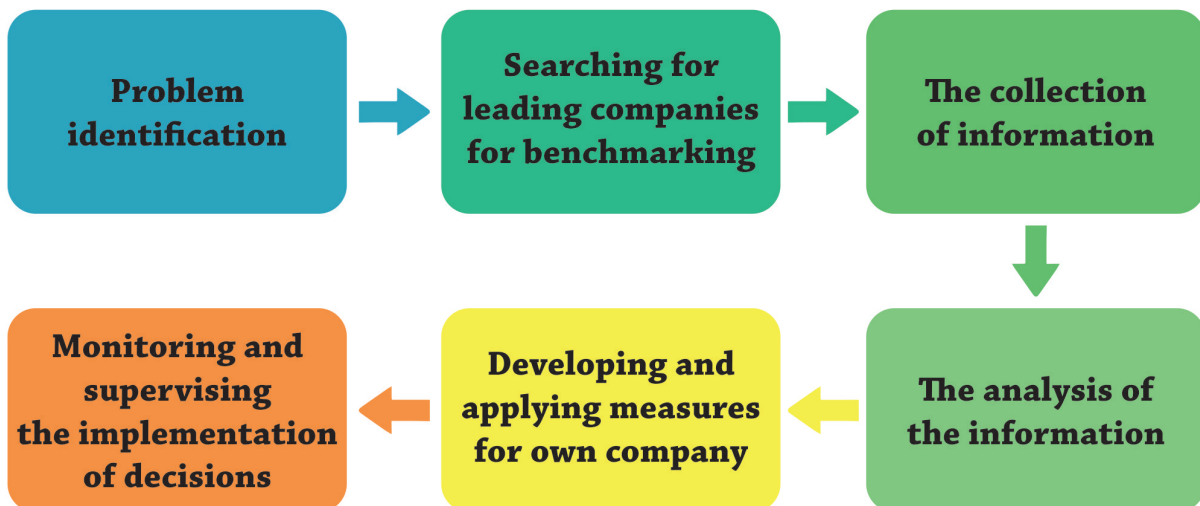 Problem
identification
Searching for
leading companies
for benchmarking
The collection
of information
The analysis of
the information
Developing and
applying measures
for own company
Monitoring and
supervising
the implementation
of decisions